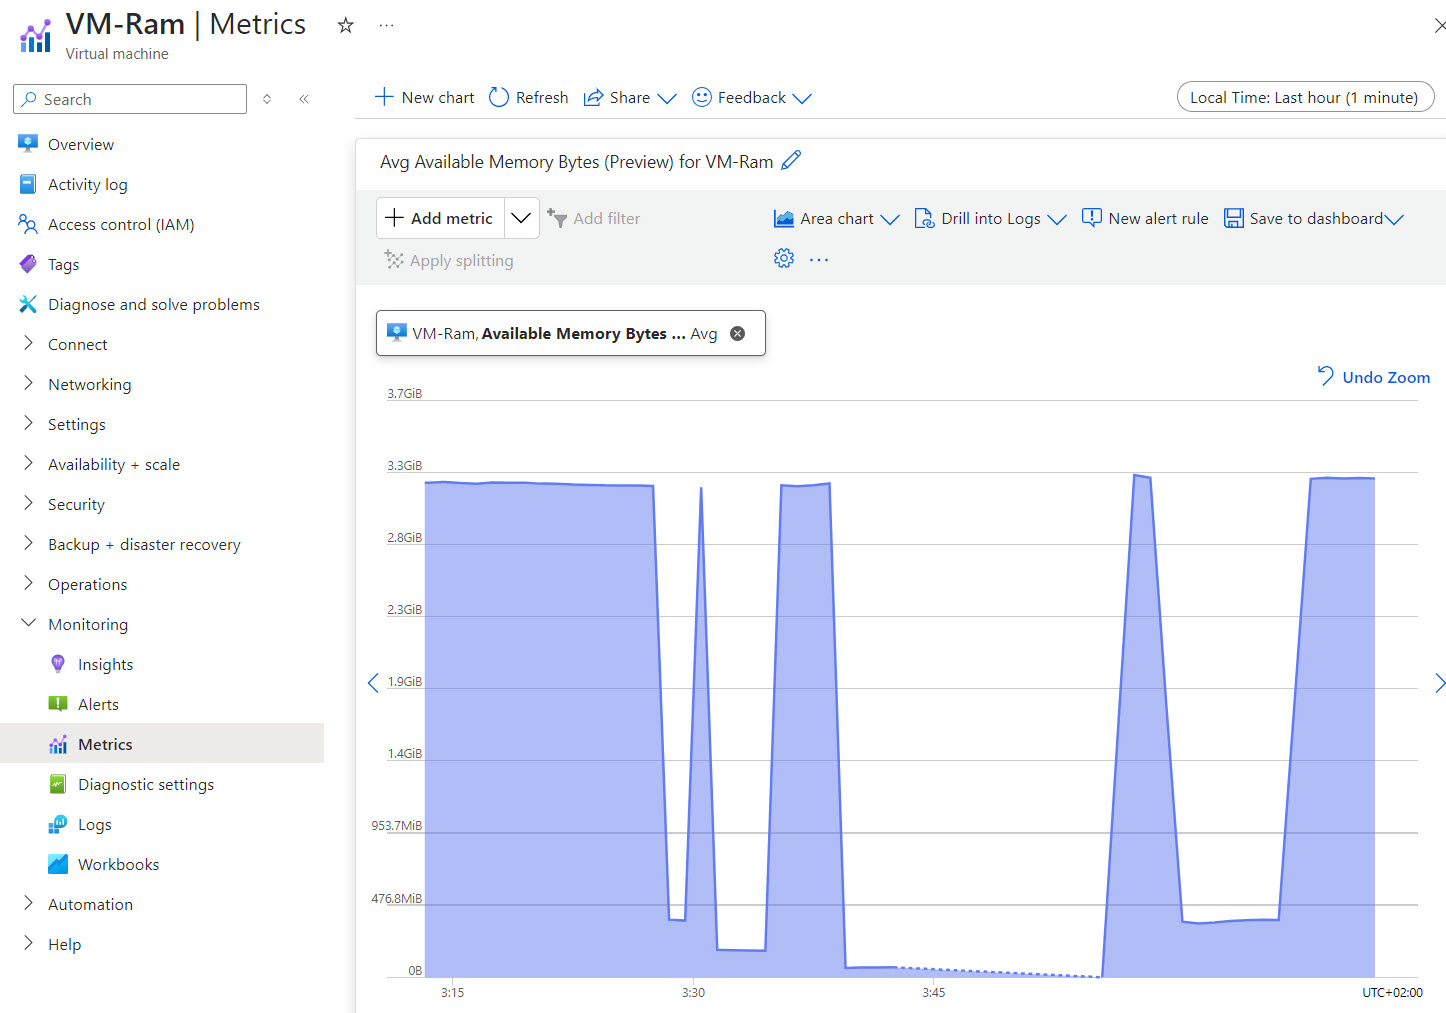 VM-Ram | Metrics
Virtual machine
Search
Overview
Activity log
Access control (IAM)
Tags
Diagnose and solve problems
Connect
Networking
Settings
Availability + scale
Security
Backup + disaster recovery
Operations
Monitoring
Insights
Alerts
Metrics
Diagnostic settings
Logs
Workbooks
Automation
Help
New chart Refresh Share Feedback Local Time: Last hour (1 minute)
Avg Available Memory Bytes (Preview) for VM-Ram
Add metric Add filter Area chart Drill into Logs New alert rule Save to dashboard
Apply splitting
VM-Ram, Available Memory Bytes ... Avg
Undo Zoom
3.7GiB
3.3GiB
2.8GiB
2.3GiB
1.9GiB
1.4GiB
953.7MiB
476.8MiB
0B
3:15 3:30 3:45 UTC+02:00